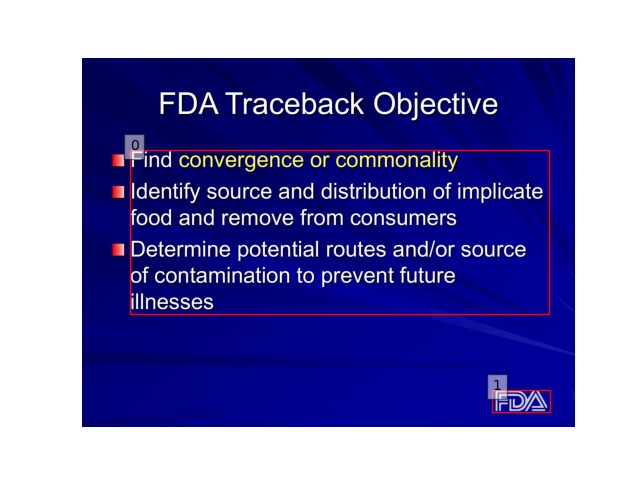 FDA Traceback Objective
0
Find convergence or commonality
Identify source and distribution of implicate
food and remove from consumers
Determine potential routes and/or source
of contamination to prevent future
illnesses
1
FDA